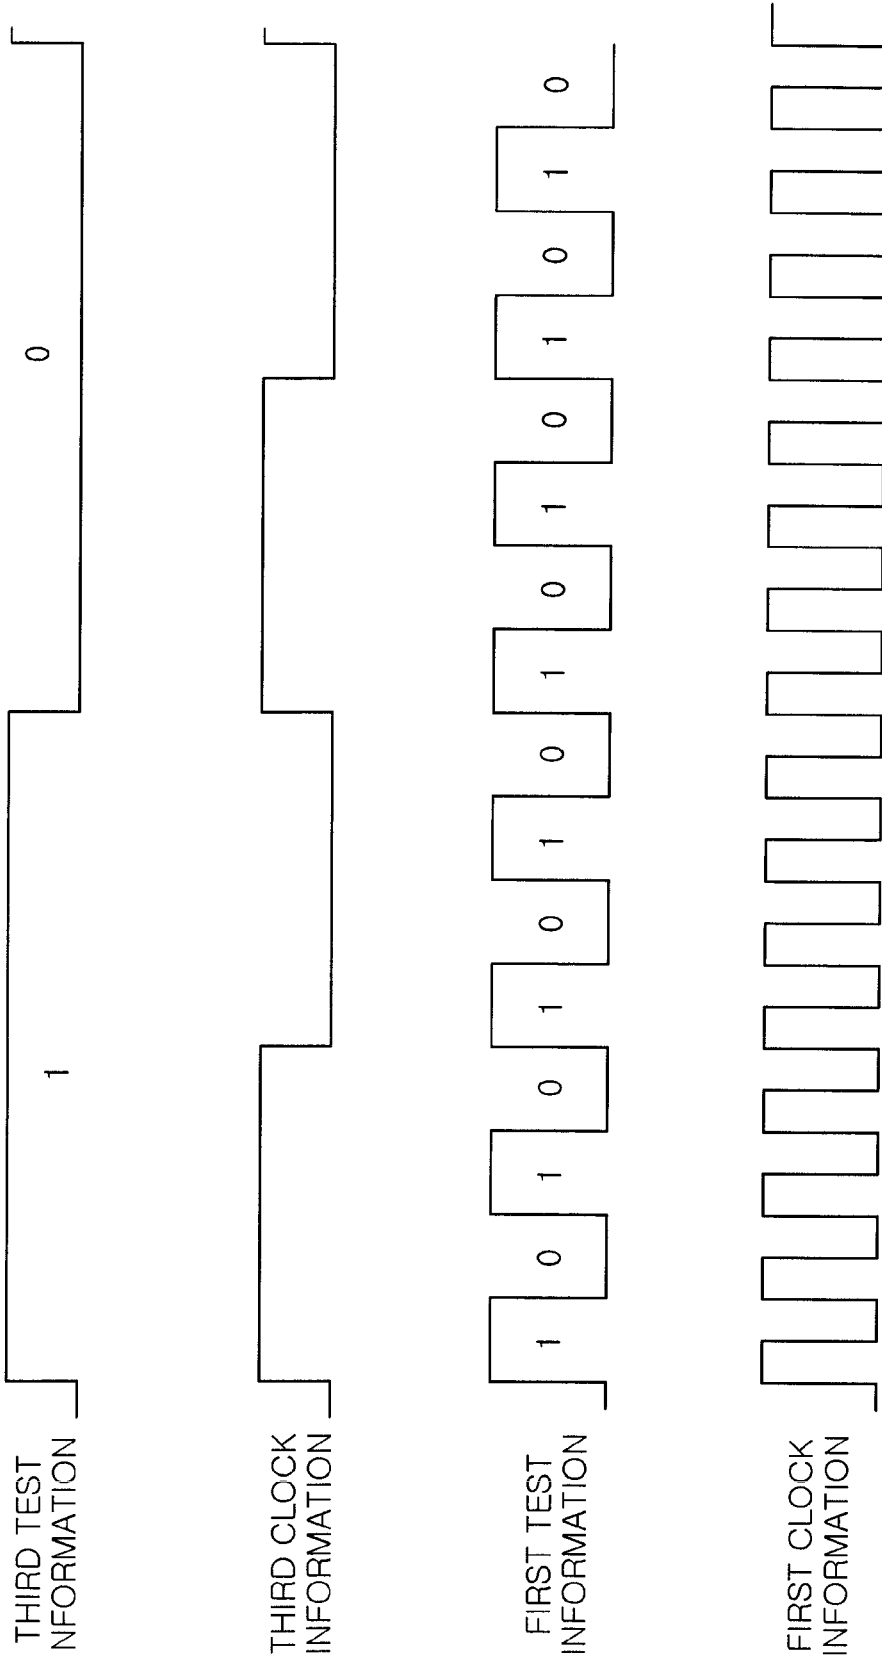 THIRD TEST
NFORMATION
1
0
THIRD CLOCK
INFORMATION
FIRST TEST
INFORMATION
1 0 1 0 1 0 1 0 1 0 1 0 1 0 1 0
FIRST CLOCK
INFORMATION